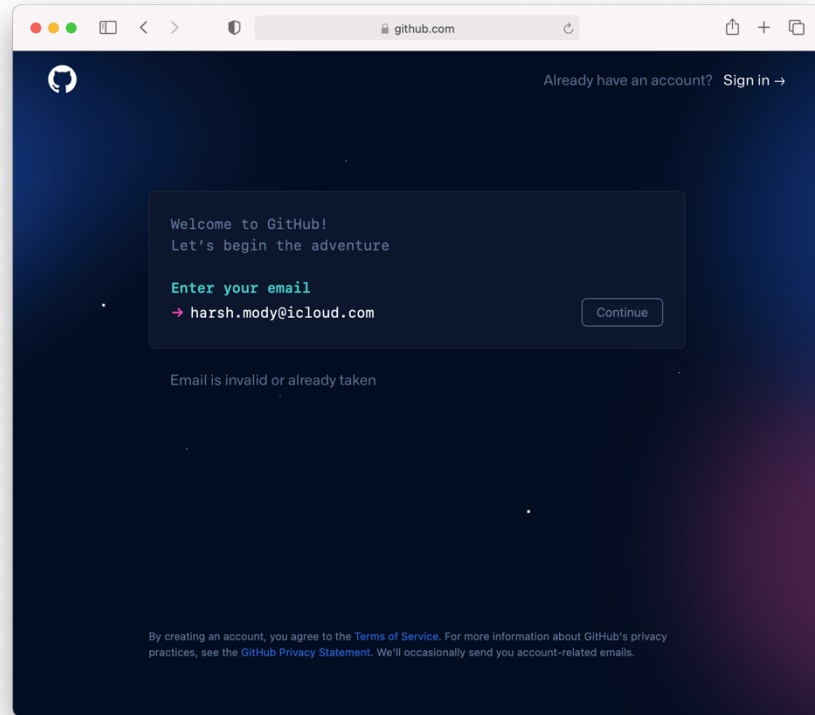 github.com
Already have an account? Sign in →
Welcome to GitHub!
Let's begin the adventure
Enter your email
→ harsh.mody@icloud.com
Continue
Email is invalid or already taken
By creating an account, you agree to the Terms of Service. For more information about GitHub's privacy
practices, see the GitHub Privacy Statement. We'll occasionally send you account-related emails.